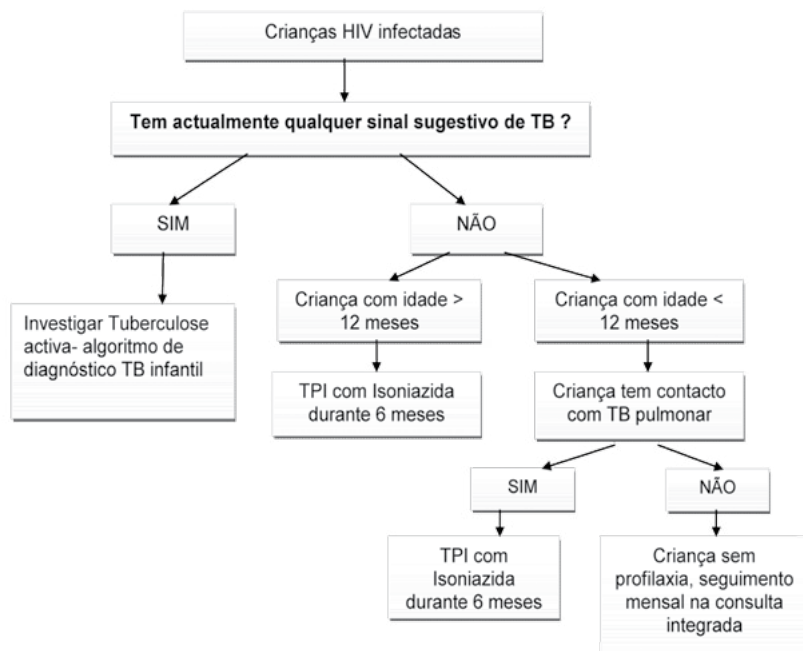 Crianças HIV infectadas
Tem actualmente qualquer sinal sugestivo de TB ?
SIM
NÃO
Investigar Tuberculose
activa- algoritmo de
diagnóstico TB infantil
Criança com idade >
12 meses
Criança com idade <
12 meses
TPI com Isoniazida
durante 6 meses
Criança tem contacto
com TB pulmonar
SIM
NÃO
TPI com
Isoniazida
durante 6 meses
Criança sem
profilaxia, seguimento
mensal na consulta
integrada